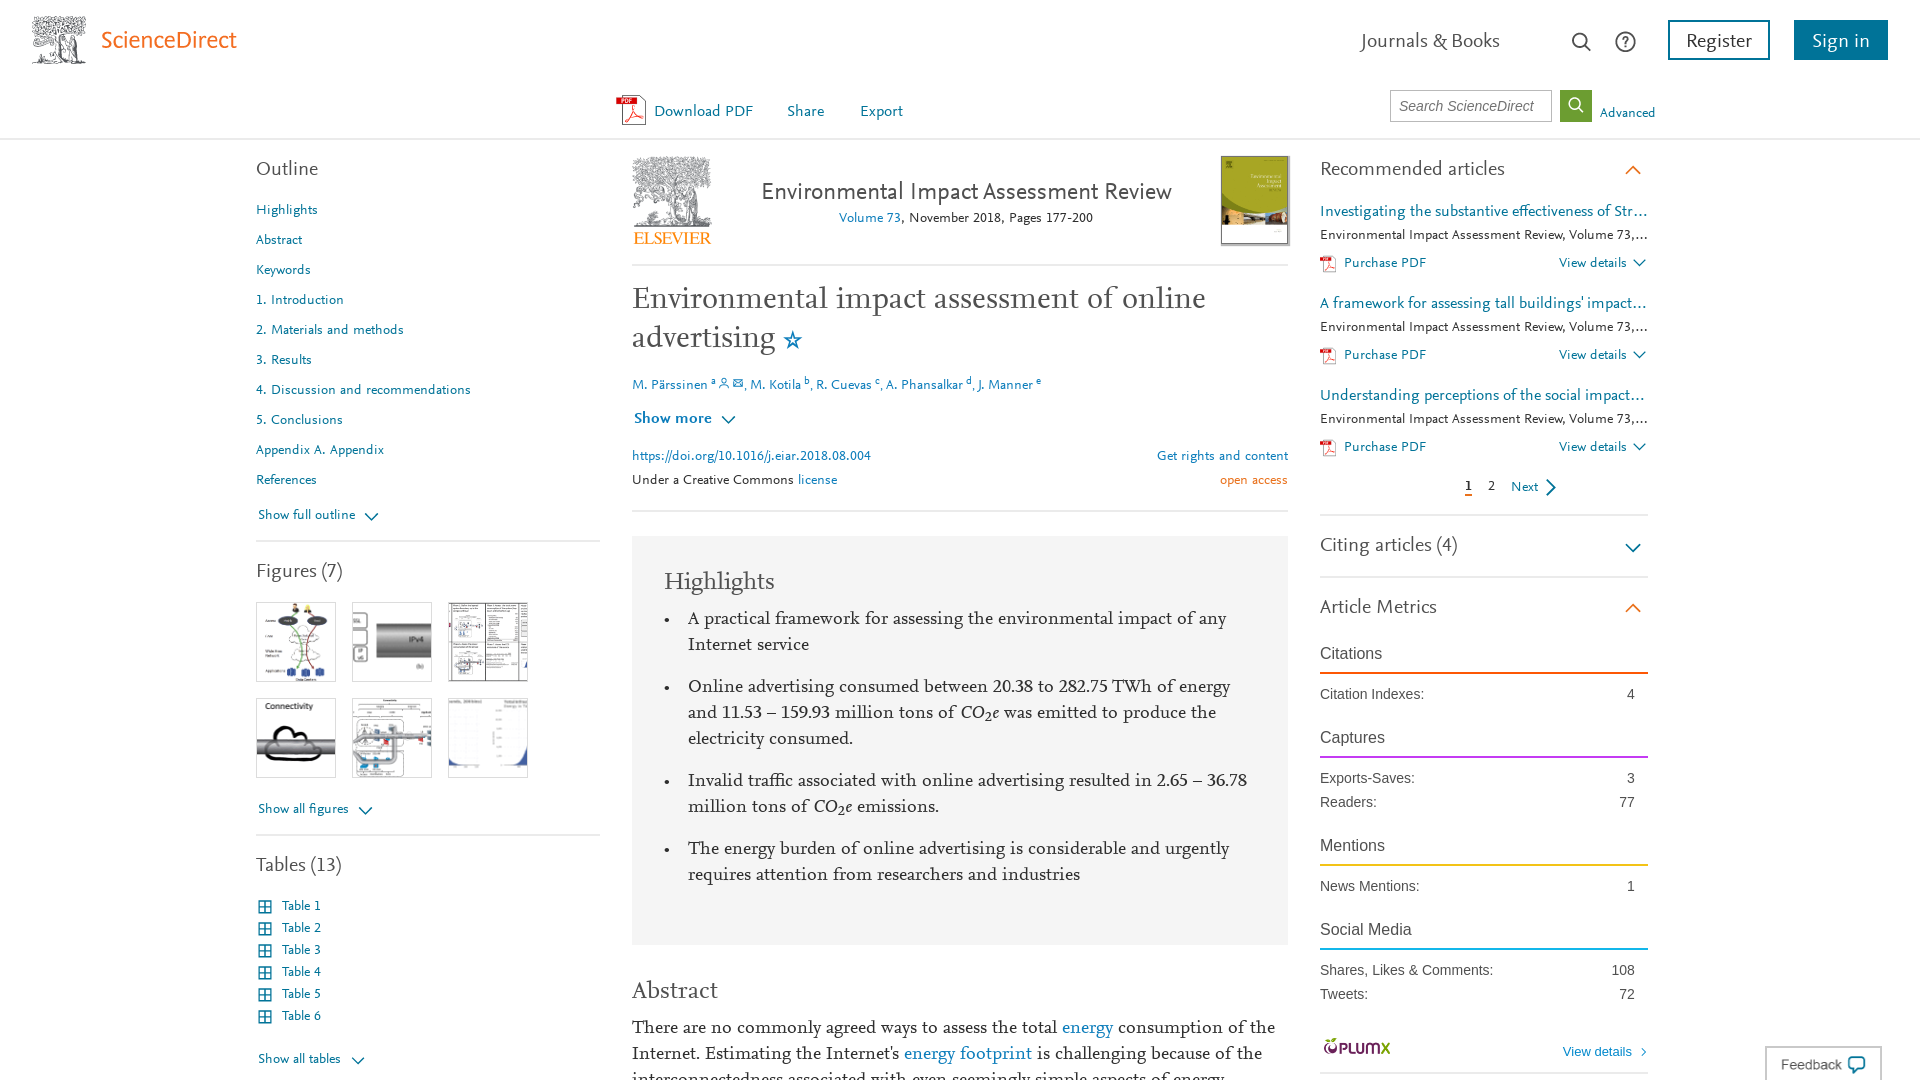 ScienceDirect
Journals & Books
Register
Sign in
Download PDF
Share
Export
Search ScienceDirect
Advanced
Outline
Highlights
Abstract
Keywords
1. Introduction
2. Materials and methods
3. Results
4. Discussion and recommendations
5. Conclusions
Appendix A. Appendix
References
Show full outline
Figures (7)
Connectivity
IPv4
Show all figures
Tables (13)
Table 1
Table 2
Table 3
Table 4
Table 5
Table 6
Show all tables
ELSEVIER
Environmental Impact Assessment Review
Volume 73, November 2018, Pages 177-200
Environmental impact assessment of online
advertising ☆
M. Pärssinen a, M. Kotila b, R. Cuevas c, A. Phansalkar d, J. Manner e
Show more
https://doi.org/10.1016/j.eiar.2018.08.004
Get rights and content
Under a Creative Commons license
open access
Highlights
• A practical framework for assessing the environmental impact of any
Internet service
• Online advertising consumed between 20.38 to 282.75 TWh of energy
and 11.53 – 159.93 million tons of CO2e was emitted to produce the
electricity consumed.
• Invalid traffic associated with online advertising resulted in 2.65 – 36.78
million tons of CO2e emissions.
• The energy burden of online advertising is considerable and urgently
requires attention from researchers and industries
Abstract
There are no commonly agreed ways to assess the total energy consumption of the
Internet. Estimating the Internet's energy footprint is challenging because of the
interconnectedness associated with even seemingly simple aspects of energy
Recommended articles
Investigating the substantive effectiveness of Str…
Environmental Impact Assessment Review, Volume 73,…
Purchase PDF
View details
A framework for assessing tall buildings' impact…
Environmental Impact Assessment Review, Volume 73,…
Purchase PDF
View details
Understanding perceptions of the social impact…
Environmental Impact Assessment Review, Volume 73,…
Purchase PDF
View details
1 2 Next
Citing articles (4)
Article Metrics
Citations
Citation Indexes: 4
Captures
Exports-Saves: 3
Readers: 77
Mentions
News Mentions: 1
Social Media
Shares, Likes & Comments: 108
Tweets: 72
PLUMX
View details
Feedback